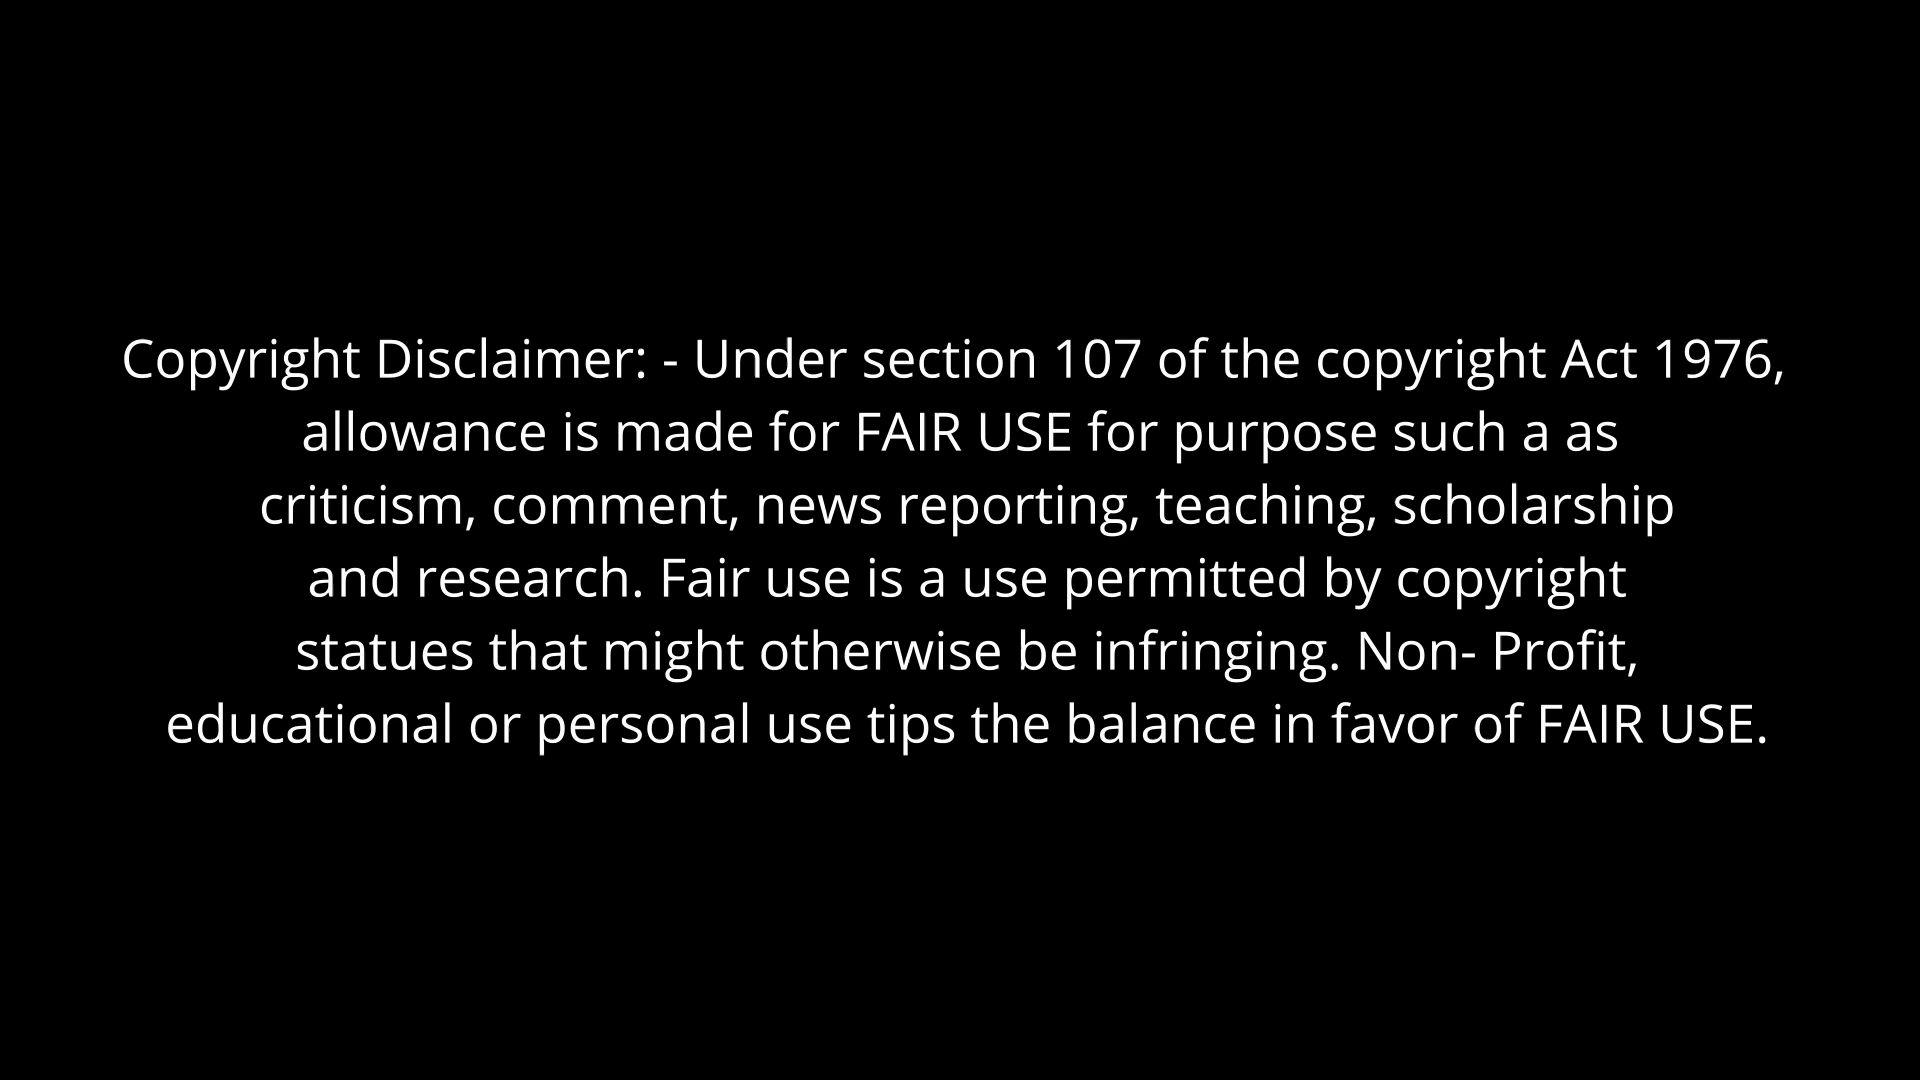 Copyright Disclaimer: - Under section 107 of the copyright Act 1976,
allowance is made for FAIR USE for purpose such a as
criticism, comment, news reporting, teaching, scholarship
and research. Fair use is a use permitted by copyright
statues that might otherwise be infringing. Non- Profit,
educational or personal use tips the balance in favor of FAIR USE.